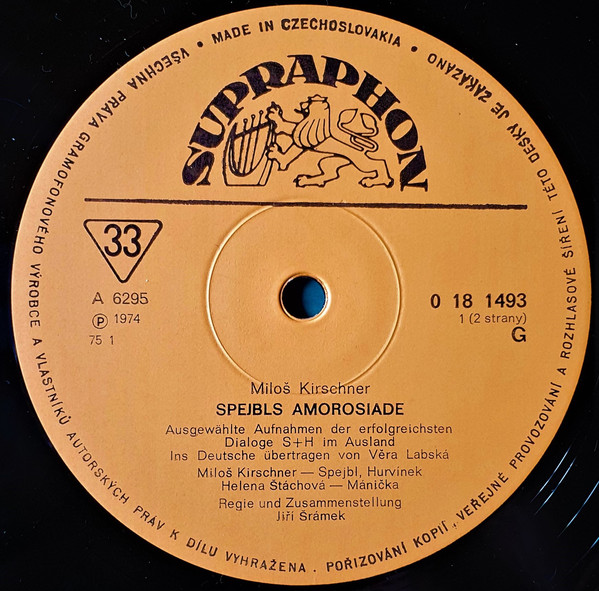 VŠECHNA PRÁVA GRAMOFONOVÉHO VÝROBCE A VLASTNÍKŮ AUTORSKÝCH PRÁV K DÍLU VYHRAŽENA. POŘIZOVÁNÍ KOPIÍ, VEŘEJNÉ PROVOZOVÁNÍ A ROZHLASOVÉ ŠÍŘENÍ TÉTO DESKY JE ZAKÁZÁNO
• MADE IN CZECHOSLOVAKIA •
SUPRAPHON
33
A 6295
Ⓟ 1974
75 1
0 18 1493
1 (2 strany)
G
Miloš Kirschner
SPEJBLS AMOROSIADE
Ausgewählte Aufnahmen der erfolgreichsten
Dialoge S+H im Ausland
Ins Deutsche übertragen von Věra Labská
Miloš Kirschner — Spejbl, Hurvínek
Helena Štáchová — Mánička
Regie und Zusammenstellung
Jiří Šrámek